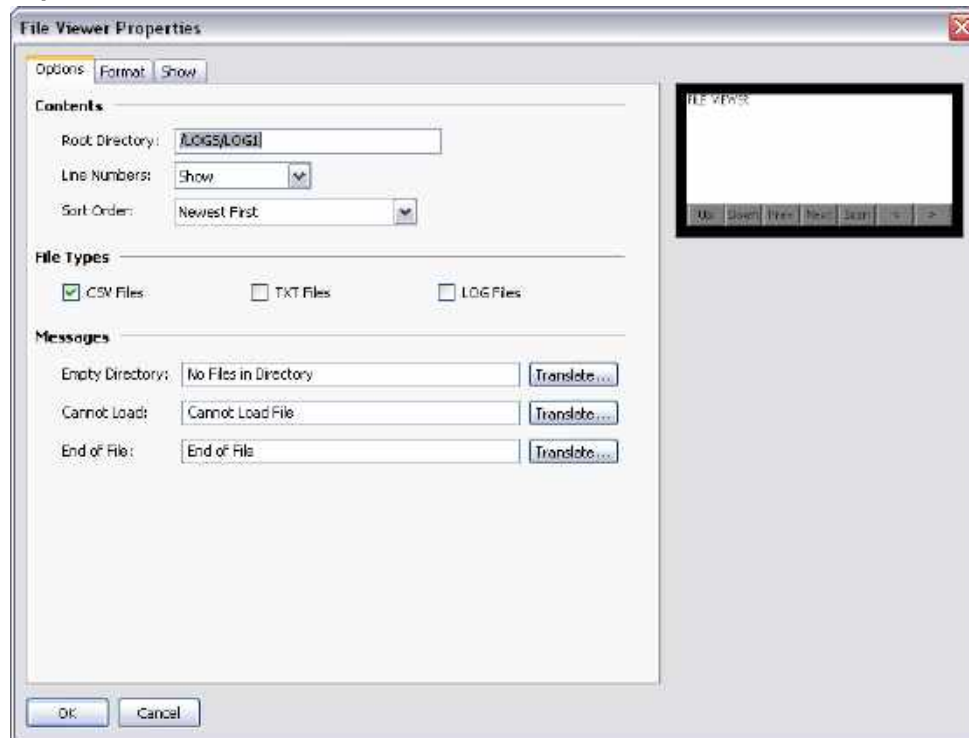 File Viewer Properties
Options Format Show
Contents
Root Directory: /LOGS/LOG1
Line Numbers: Show
Sort Order: Newest First
File Types
CSV Files TXT Files LOG Files
Messages
Empty Directory: No Files in Directory Translate...
Cannot Load: Cannot Load File Translate...
End of File: End of File Translate...
OK Cancel
FILE VIEWER
Up Down Prev Next Scan < >